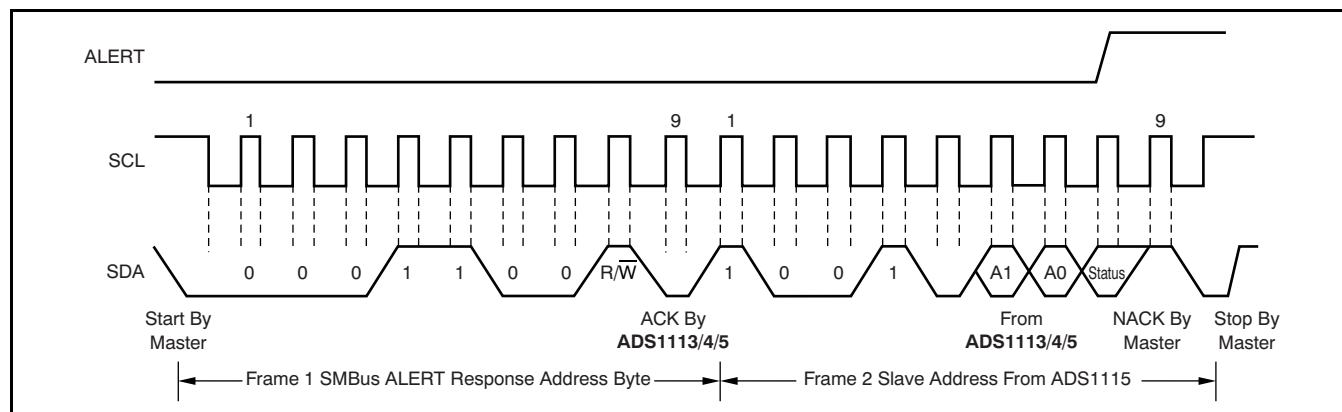 ALERT
1 9 1 9
SCL
SDA 0 0 0 1 1 0 0 R/W̅ 1 0 0 1 A1 A0 Status
Start By Master
ACK By ADS1113/4/5
From ADS1113/4/5
NACK By Master
Stop By Master
Frame 1 SMBus ALERT Response Address Byte
Frame 2 Slave Address From ADS1115